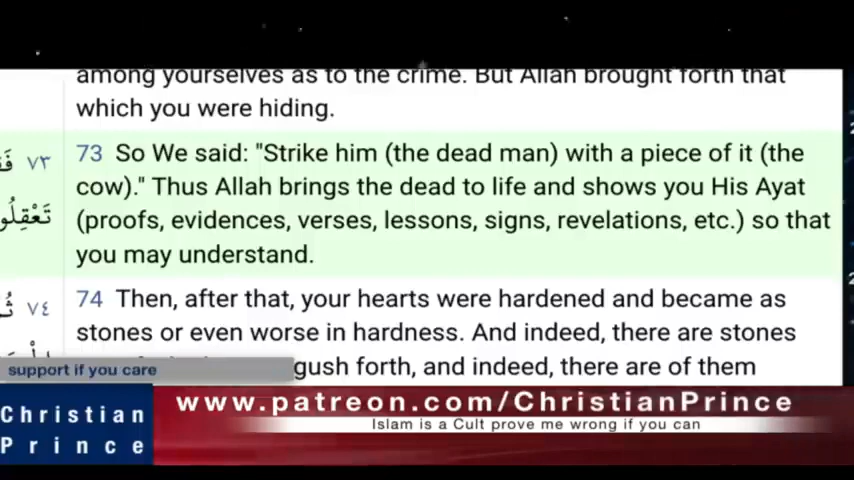 among yourselves as to the crime. But Allah brought forth that
which you were hiding.
٧٣
73 So We said: "Strike him (the dead man) with a piece of it (the
cow)." Thus Allah brings the dead to life and shows you His Ayat
(proofs, evidences, verses, lessons, signs, revelations, etc.) so that
you may understand.
٧٤
74 Then, after that, your hearts were hardened and became as
stones or even worse in hardness. And indeed, there are stones
gush forth, and indeed, there are of them
support if you care
Christian
Prince
www.patreon.com/ChristianPrince
Islam is a Cult prove me wrong if you can